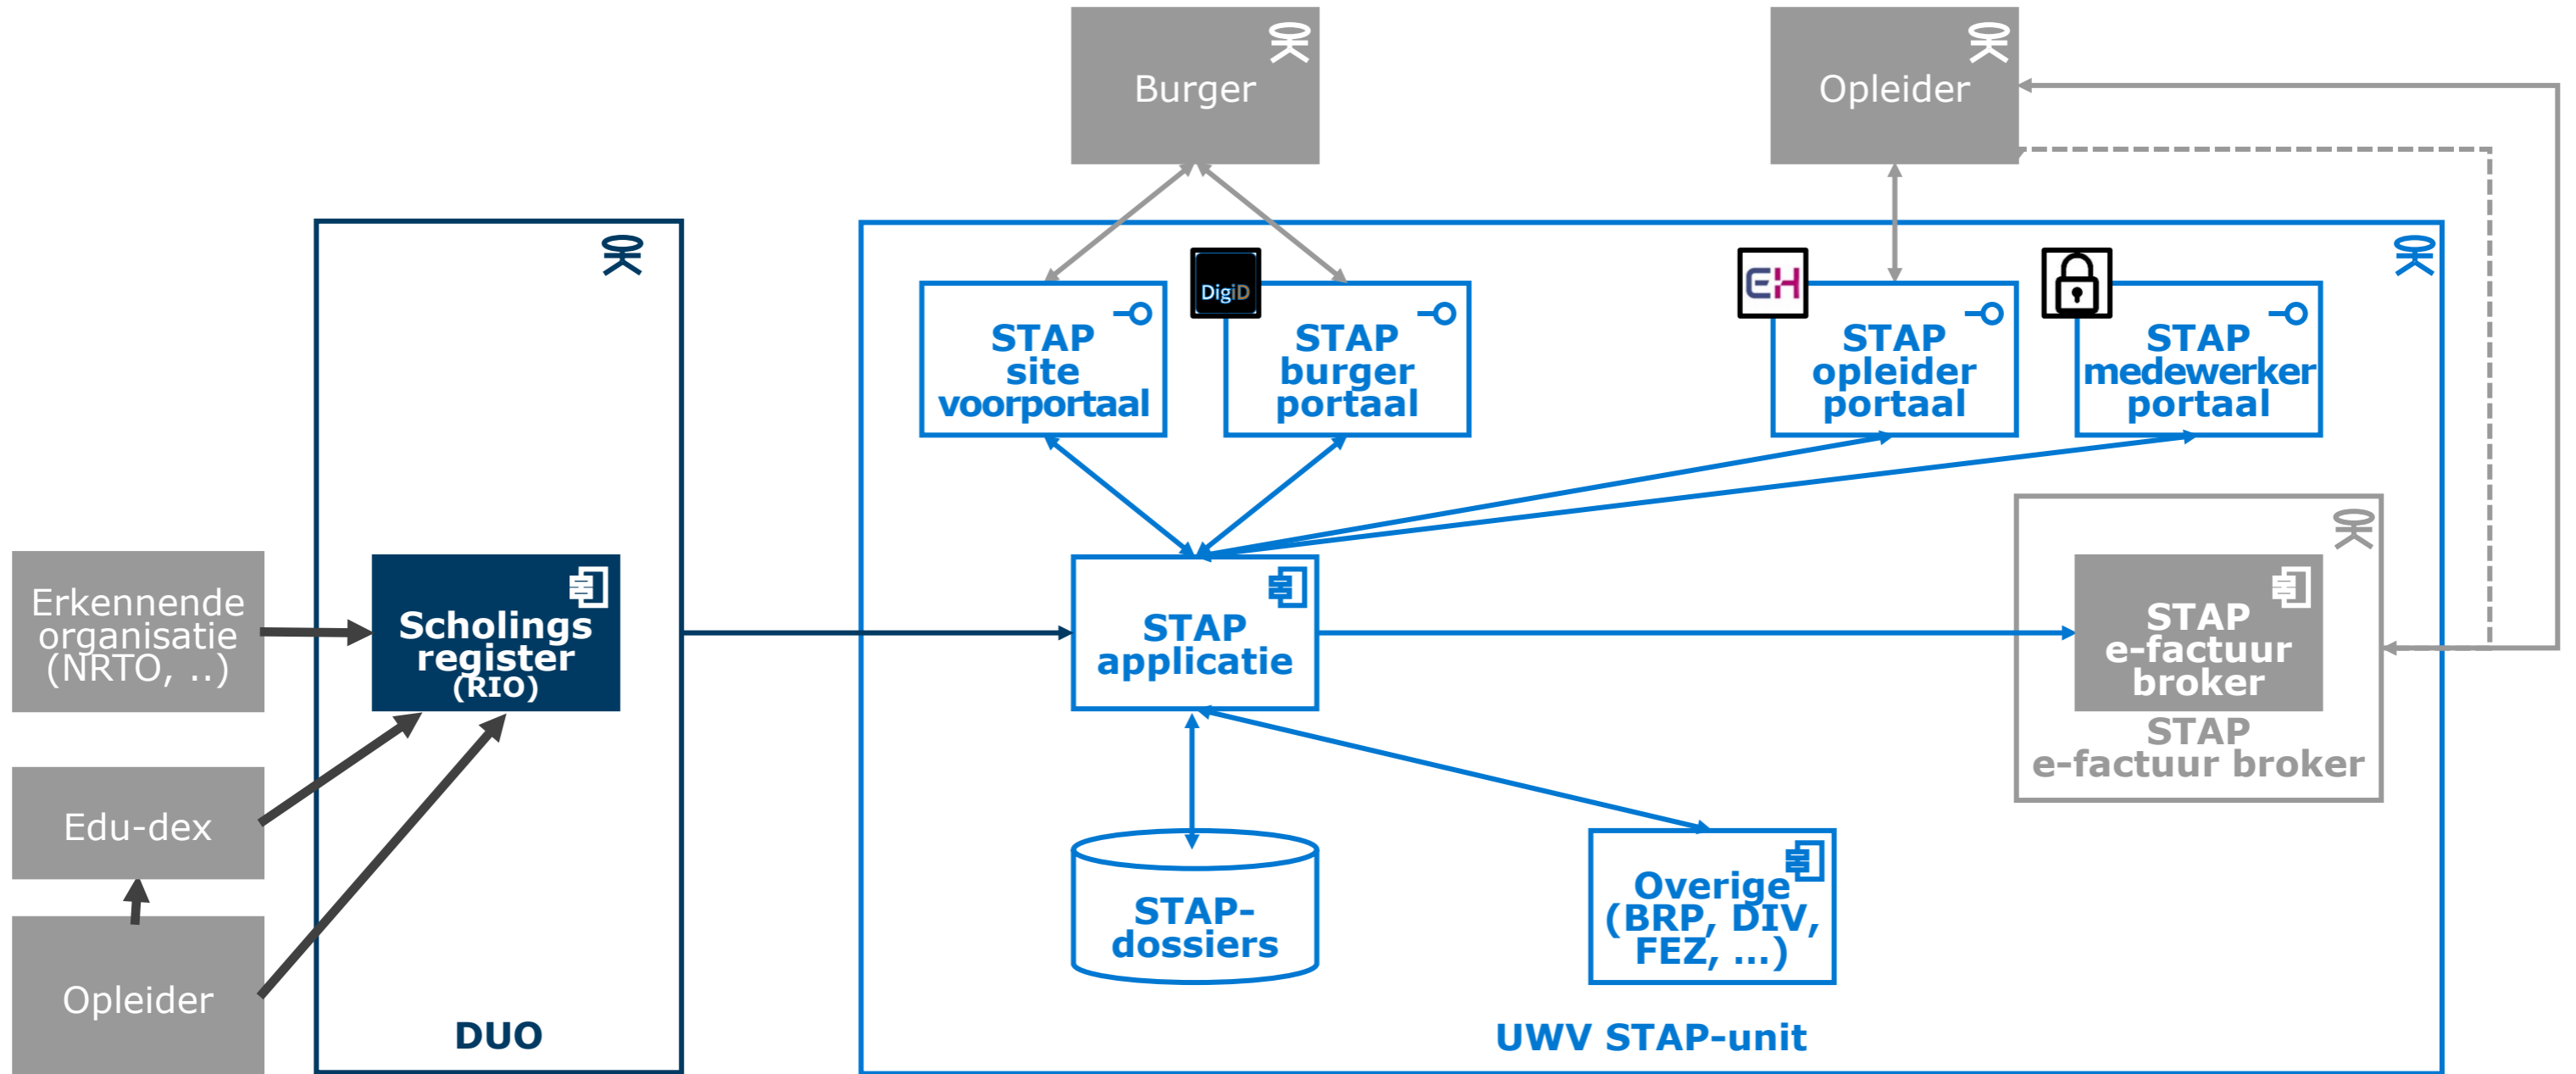 Burger
Opleider
DigiD
EH
STAP
site
voorportaal
STAP
burger
portaal
STAP
opleider
portaal
STAP
medewerker
portaal
Erkennende
organisatie
(NRTO, ..)
Scholings
register
(RIO)
STAP
applicatie
STAP
e-factuur
broker
STAP
e-factuur broker
Edu-dex
Opleider
STAP-
dossiers
Overige
(BRP, DIV,
FEZ, ...)
DUO
UWV STAP-unit